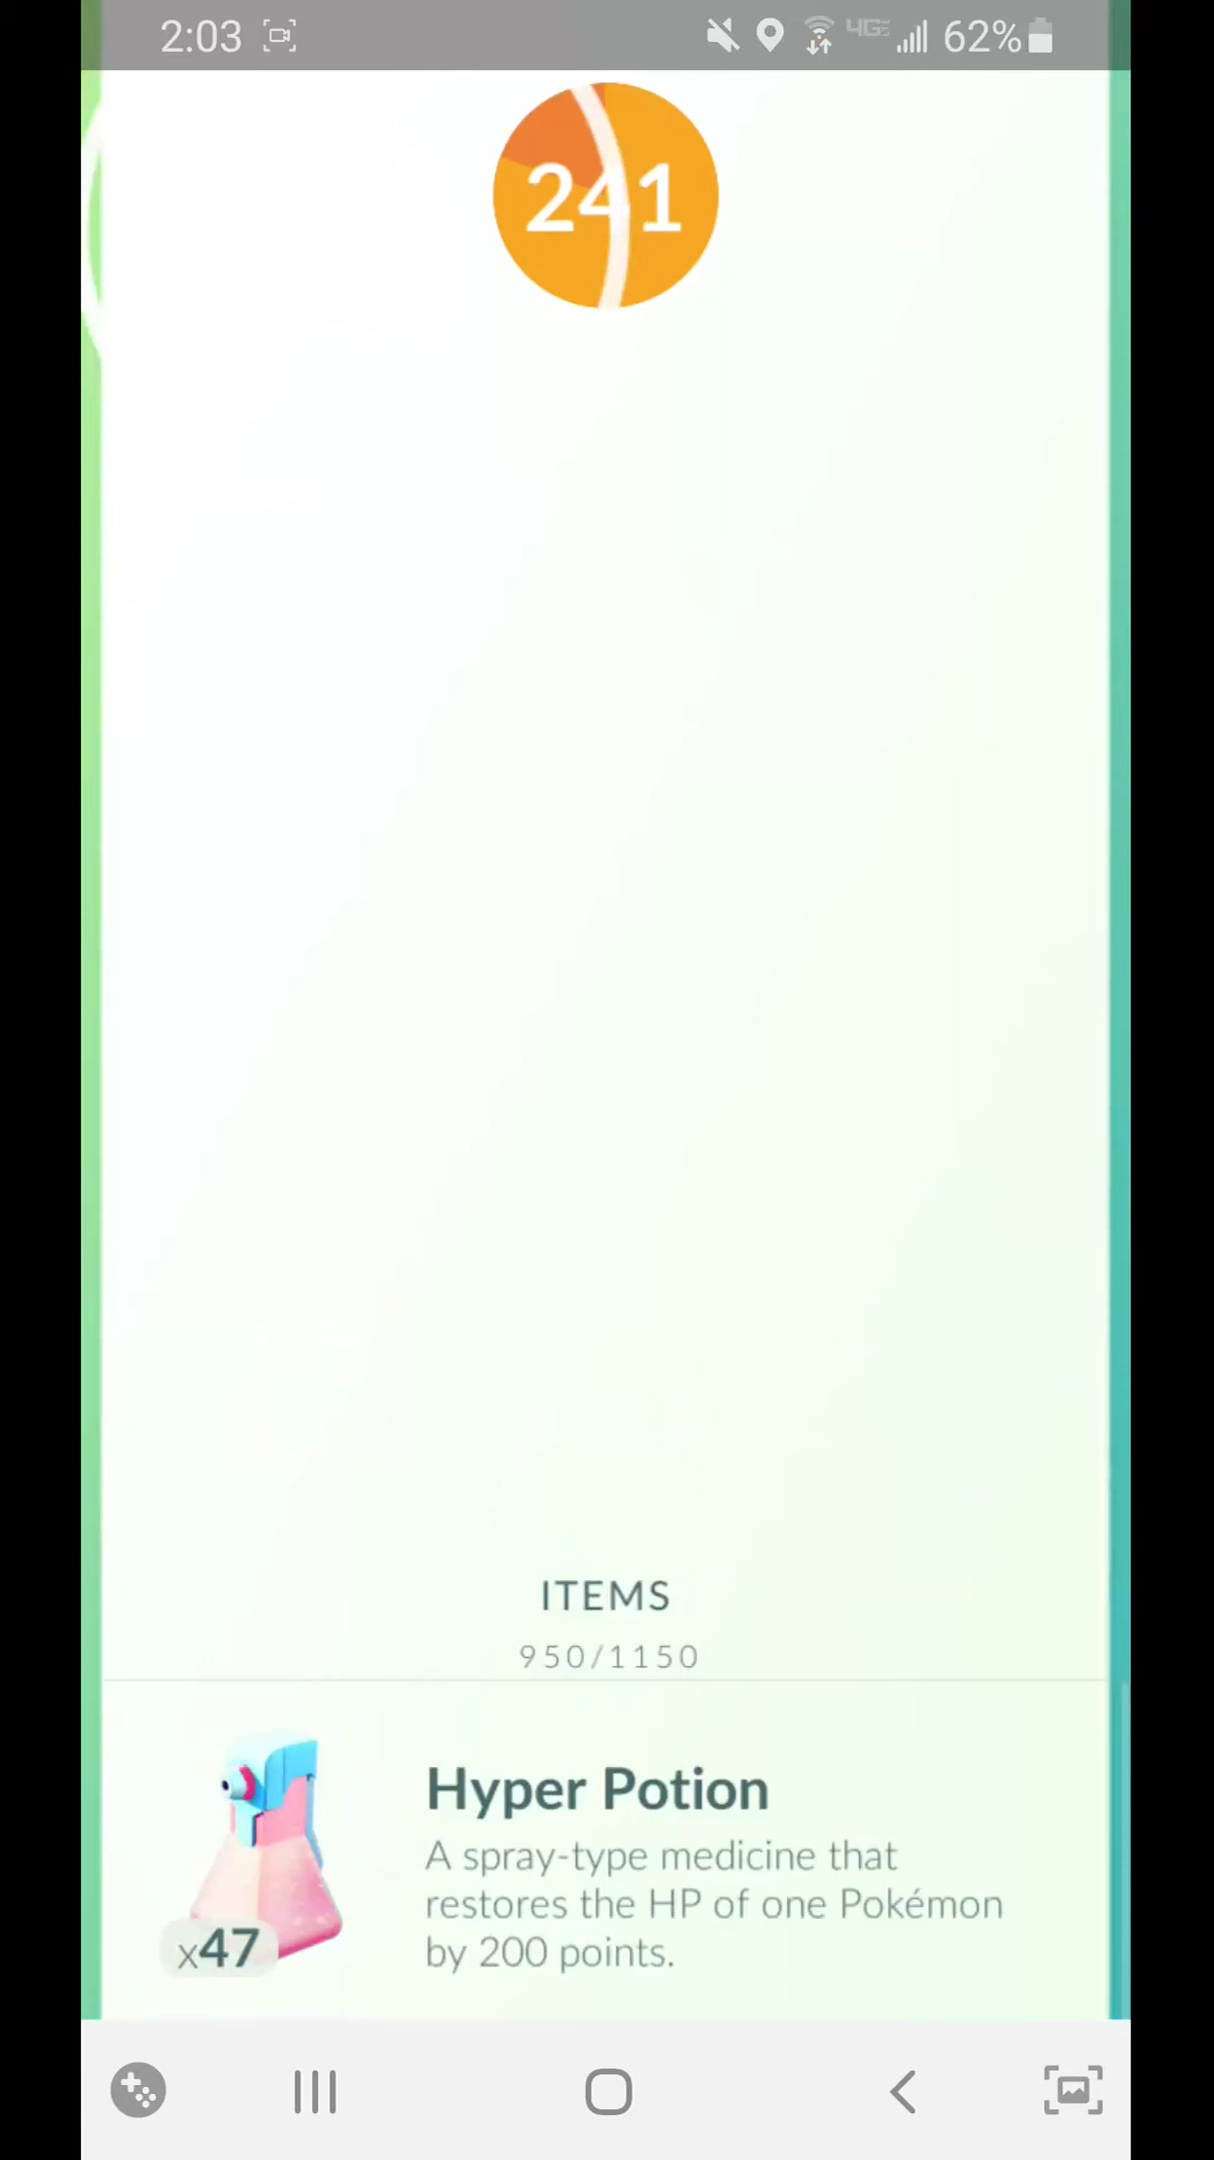 2:03 4GE 62%
241
ITEMS
950/1150
Hyper Potion
A spray-type medicine that
restores the HP of one Pokémon
by 200 points.
x47